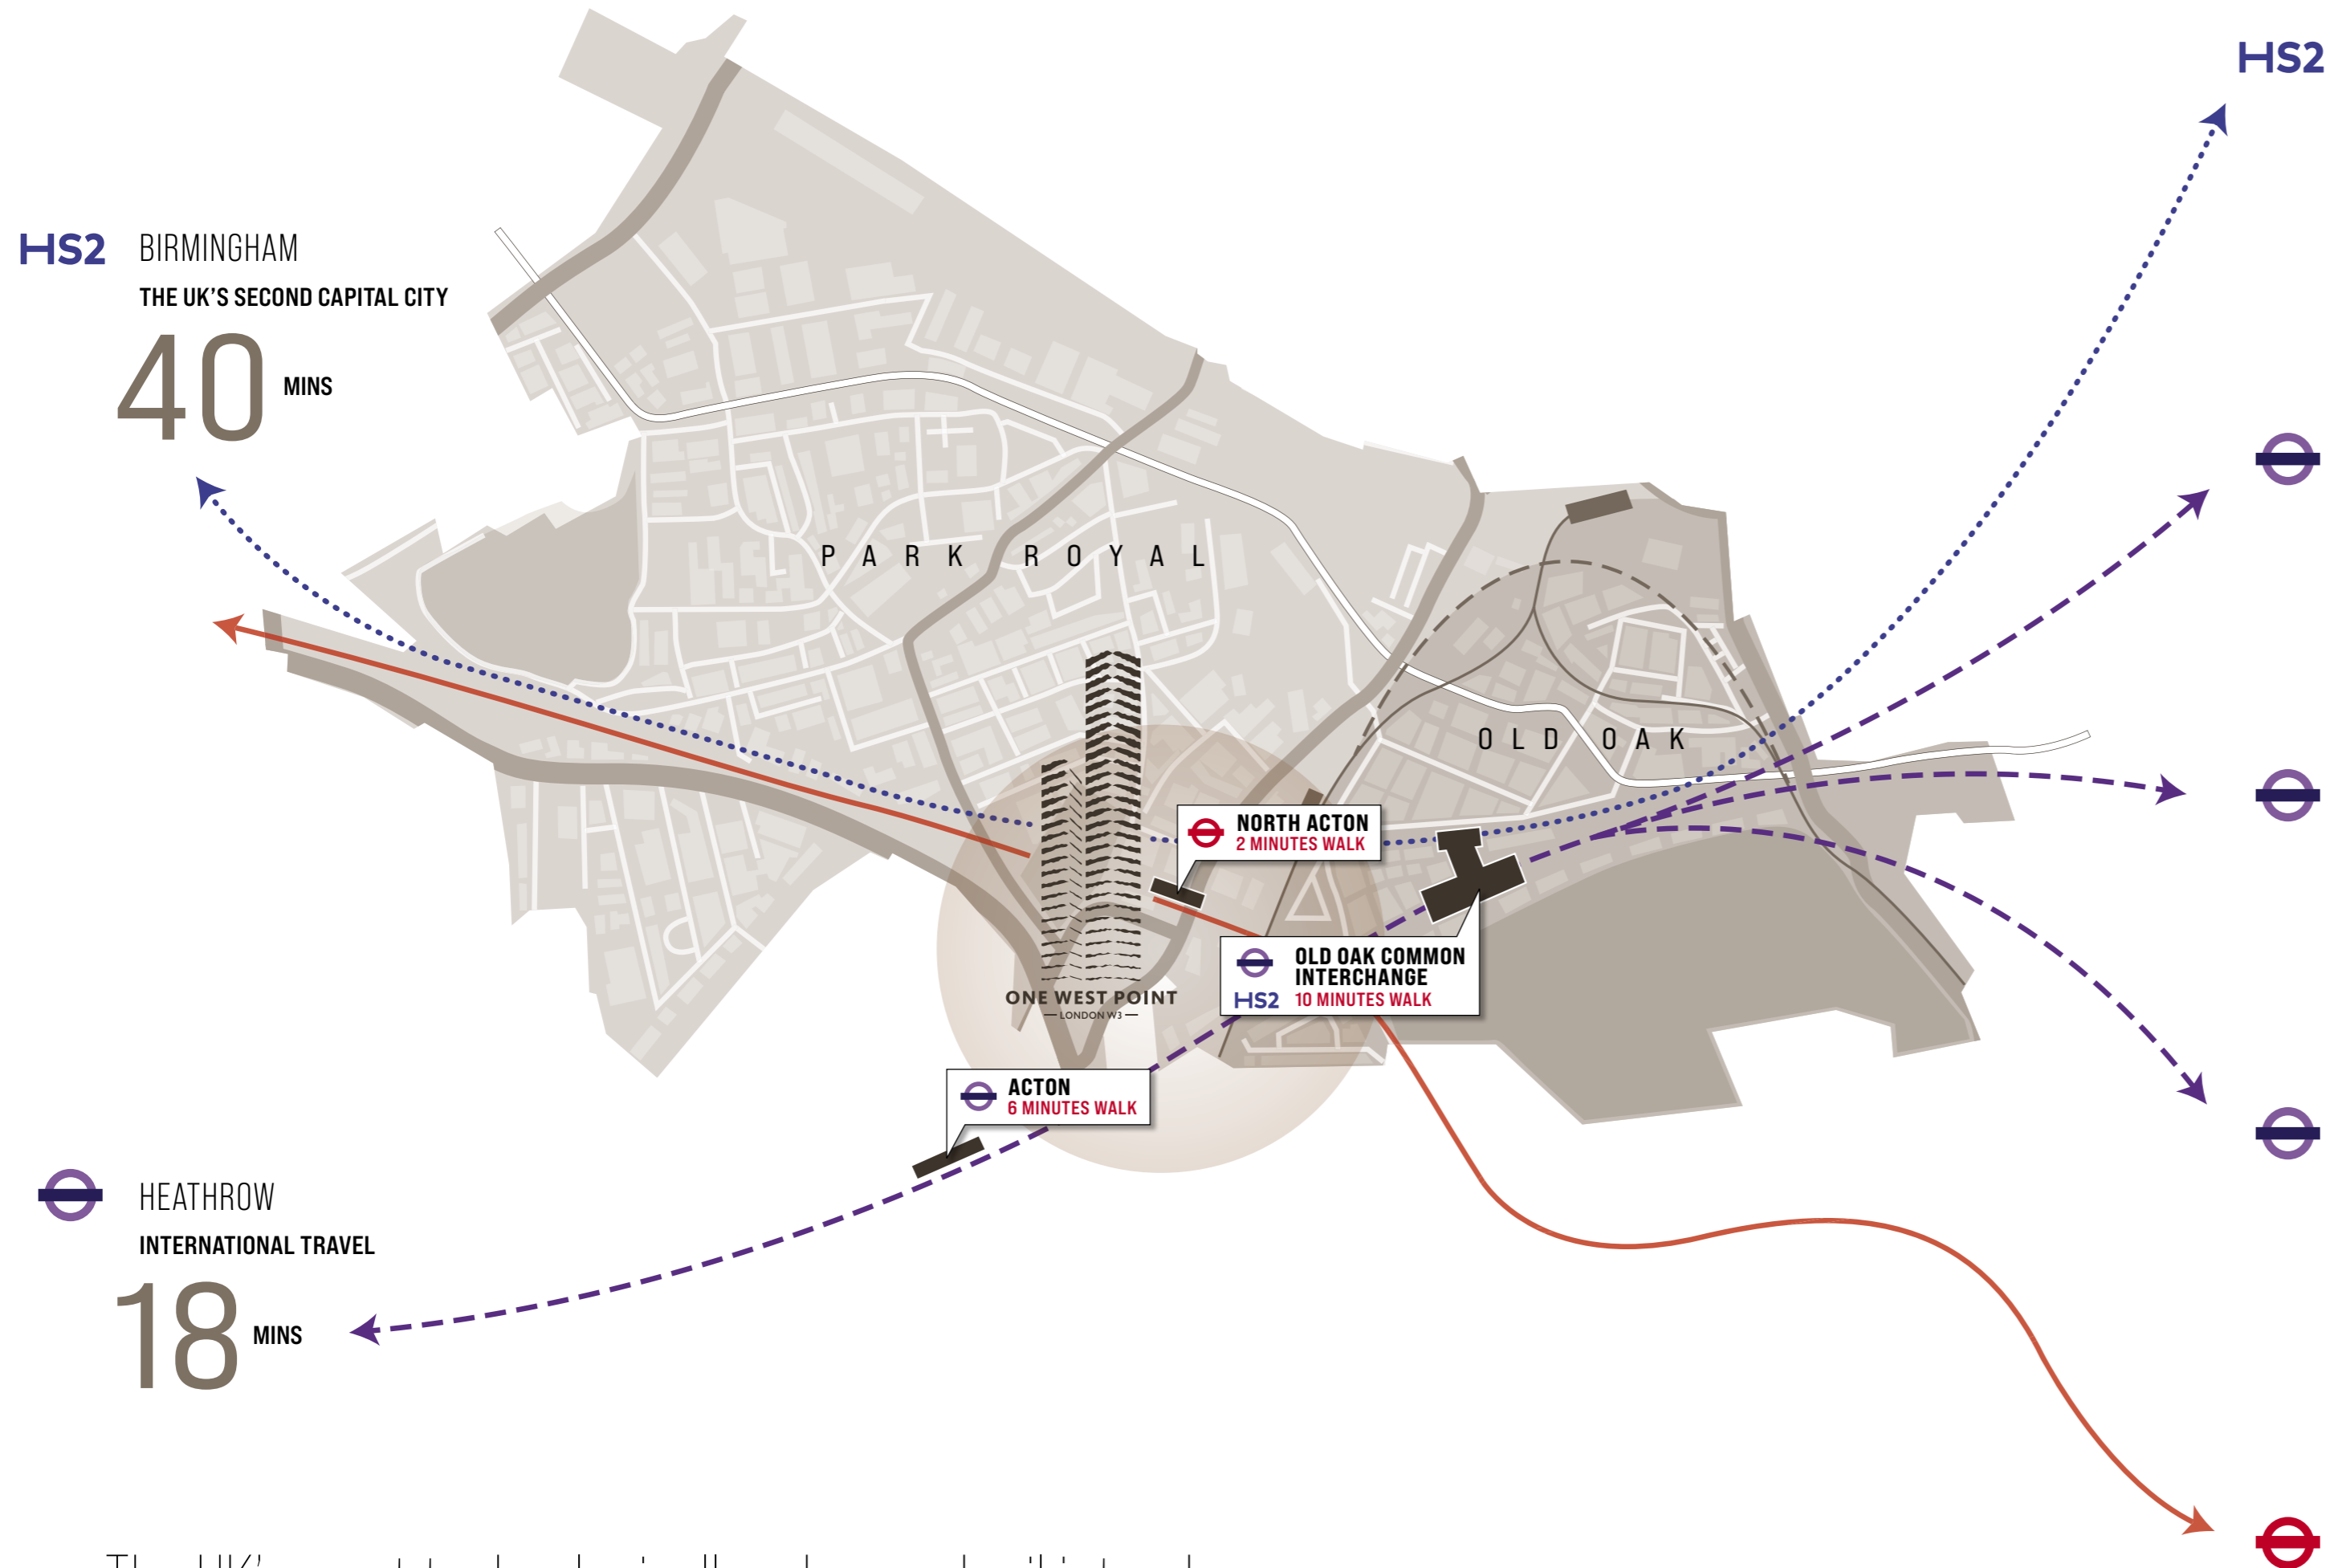 HS2
HS2 BIRMINGHAM
THE UK'S SECOND CAPITAL CITY
40 MINS
PARK ROYAL
OLD OAK
NORTH ACTON
2 MINUTES WALK
OLD OAK COMMON
INTERCHANGE
HS2 10 MINUTES WALK
ONE WEST POINT
LONDON W3
ACTON
6 MINUTES WALK
HEATHROW
INTERNATIONAL TRAVEL
18 MINS